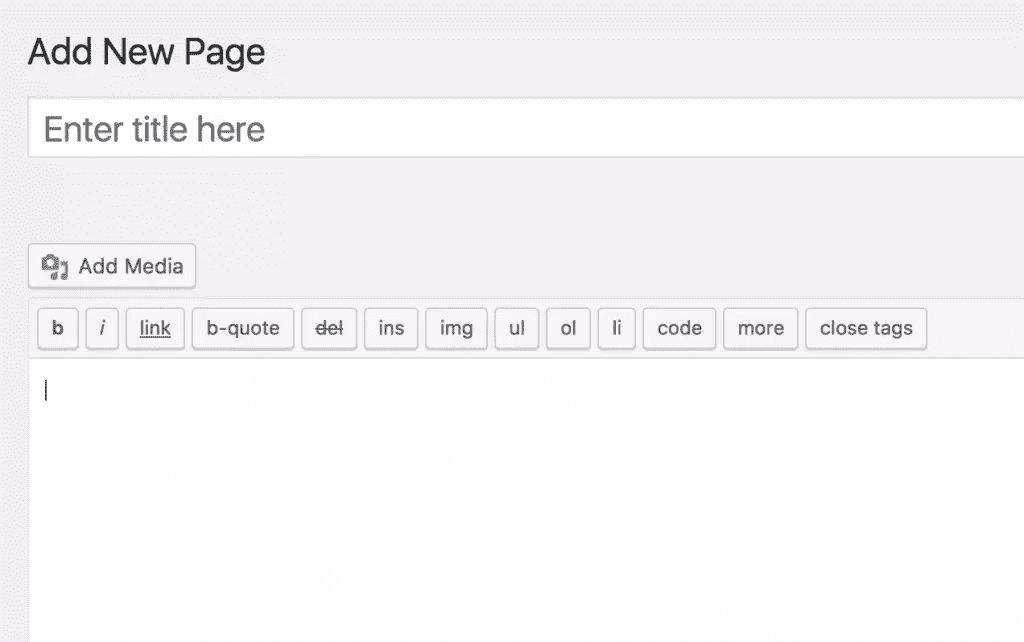 Add New Page
Enter title here
Add Media
b i link b-quote del ins img ul ol li code more close tags